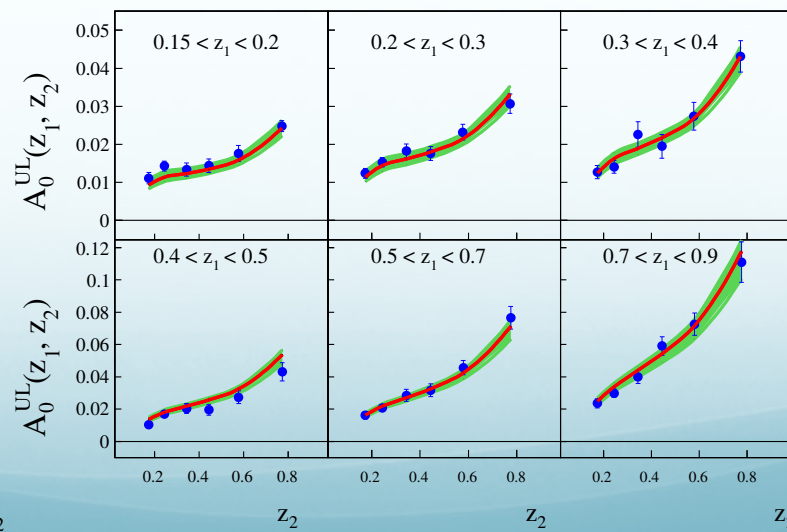 0.05
0.04
0.03
0.02
0.01
0
A₀ᵁᴸ(z₁, z₂)
0.15 < z₁ < 0.2
0.2 < z₁ < 0.3
0.3 < z₁ < 0.4
0.12
0.1
0.08
0.06
0.04
0.02
0
A₀ᵁᴸ(z₁, z₂)
0.4 < z₁ < 0.5
0.5 < z₁ < 0.7
0.7 < z₁ < 0.9
0.2 0.4 0.6 0.8
0.2 0.4 0.6 0.8
0.2 0.4 0.6 0.8
2 z₂ z₂ z